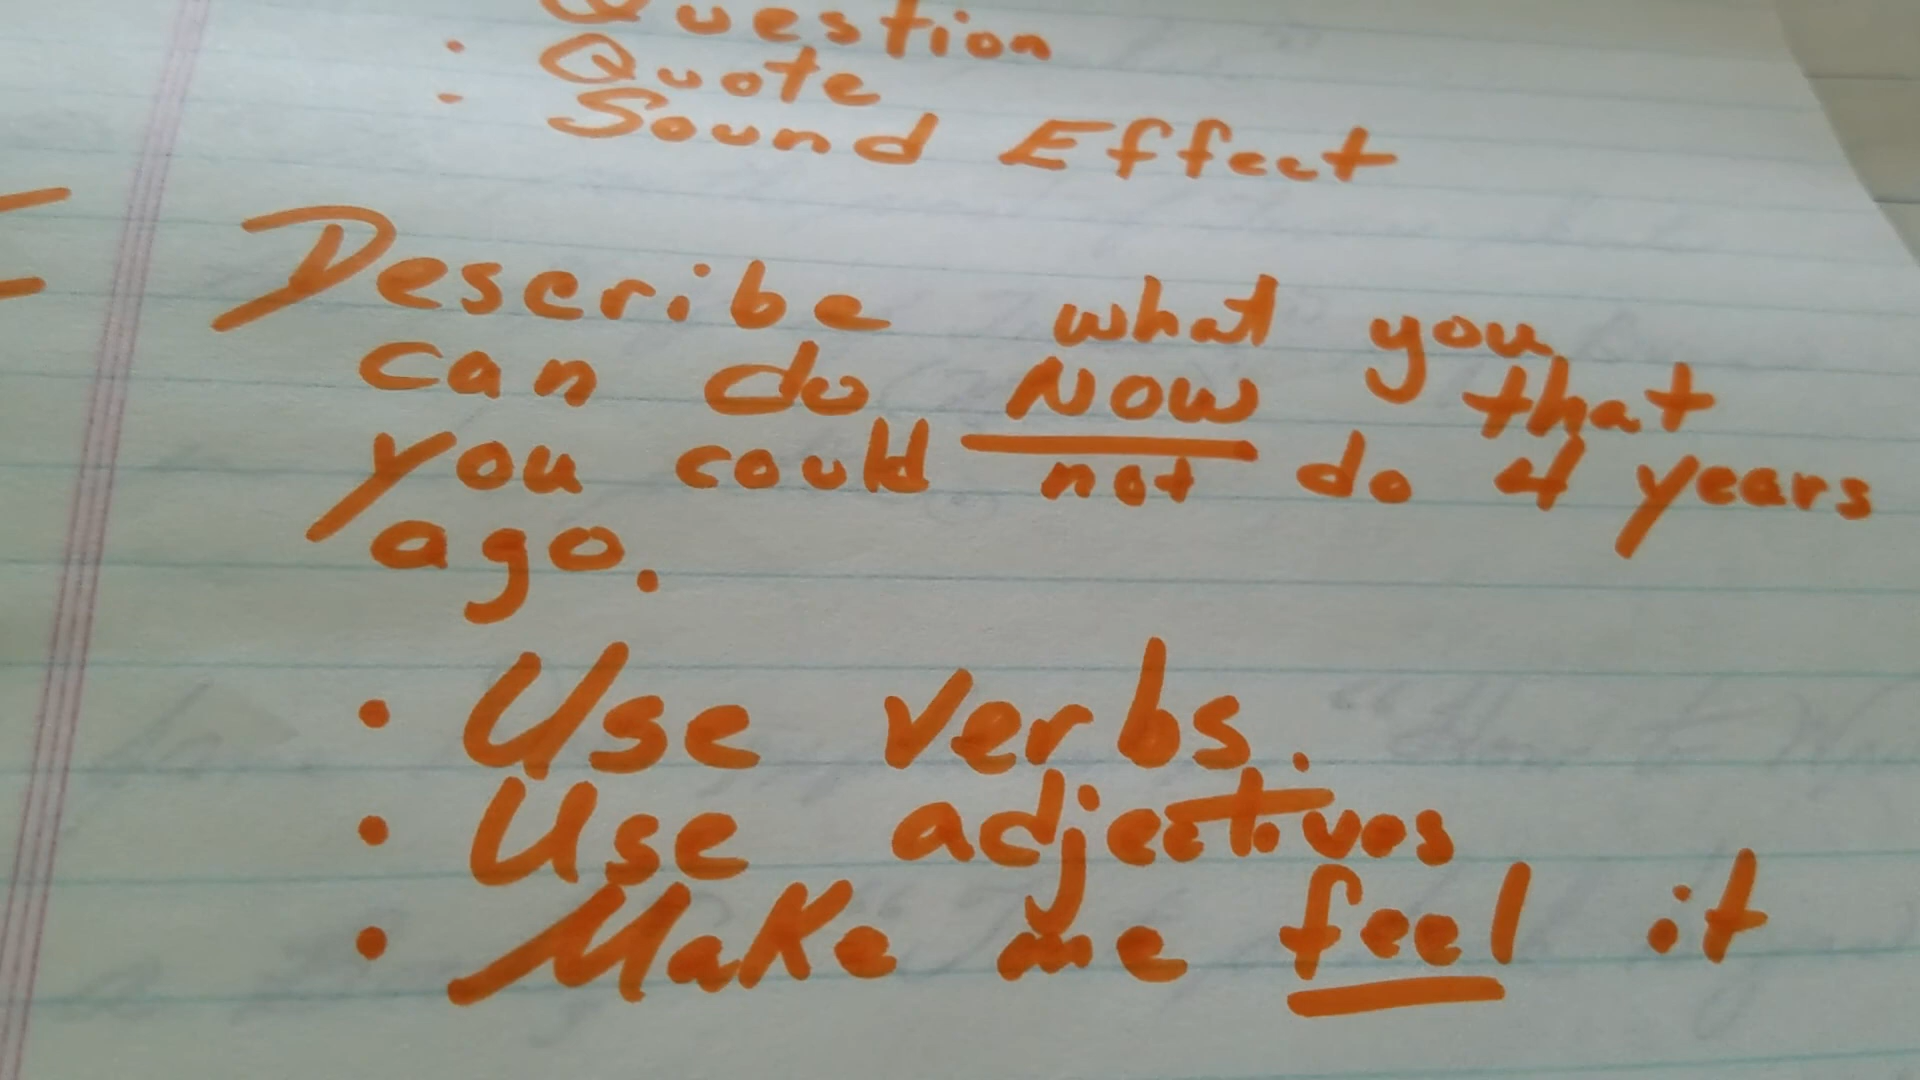 Question
· Quote
· Sound Effect
Describe what you
can do NOW that
you could not do 4 years
ago.
· Use verbs.
· Use adjectives
· Make me feel it